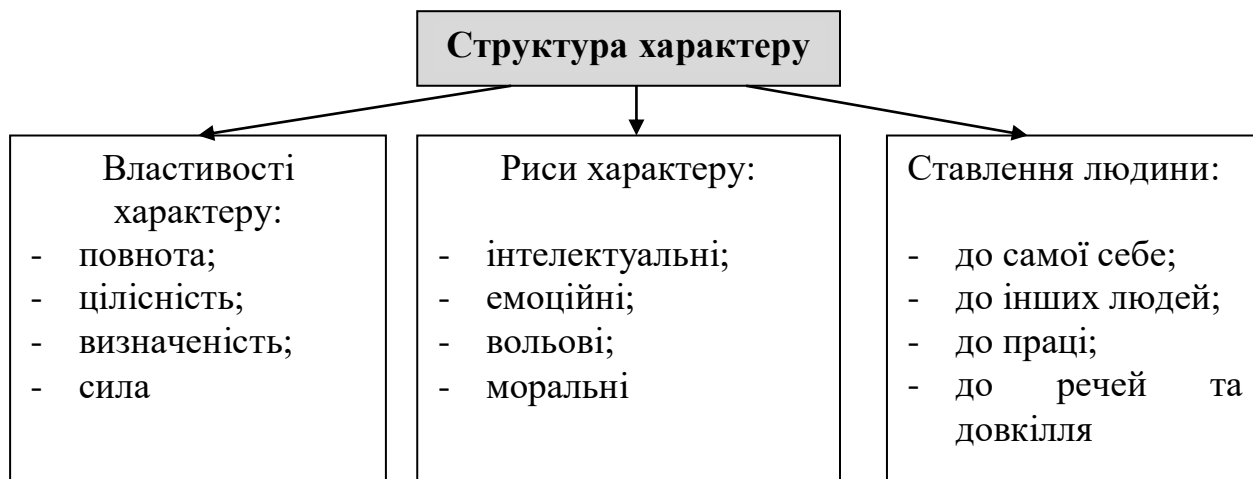 Структура характеру
Властивості
характеру:
- повнота;
- цілісність;
- визначеність;
- сила
Риси характеру:
- інтелектуальні;
- емоційні;
- вольові;
- моральні
Ставлення людини:
- до самої себе;
- до інших людей;
- до праці;
- до речей та
довкілля